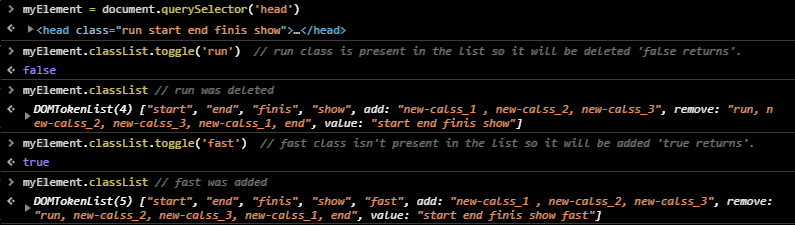 > myElement = document.querySelector('head')
<head class="run start end finis show">…</head>
> myElement.classList.toggle('run') // run class is present in the list so it will be deleted 'false returns'.
false
> myElement.classList // run was deleted
DOMTokenList(4) ["start", "end", "finis", "show", add: "new-calss_1 , new-calss_2, new-calss_3", remove: "run, n
ew-calss_2, new-calss_3, new-calss_1, end", value: "start end finis show"]
> myElement.classList.toggle('fast') // fast class isn't present in the list so it will be added 'true returns'.
true
> myElement.classList // fast was added
DOMTokenList(5) ["start", "end", "finis", "show", "fast", add: "new-calss_1 , new-calss_2, new-calss_3", remove:
"run, new-calss_2, new-calss_3, new-calss_1, end", value: "start end finis show fast"]